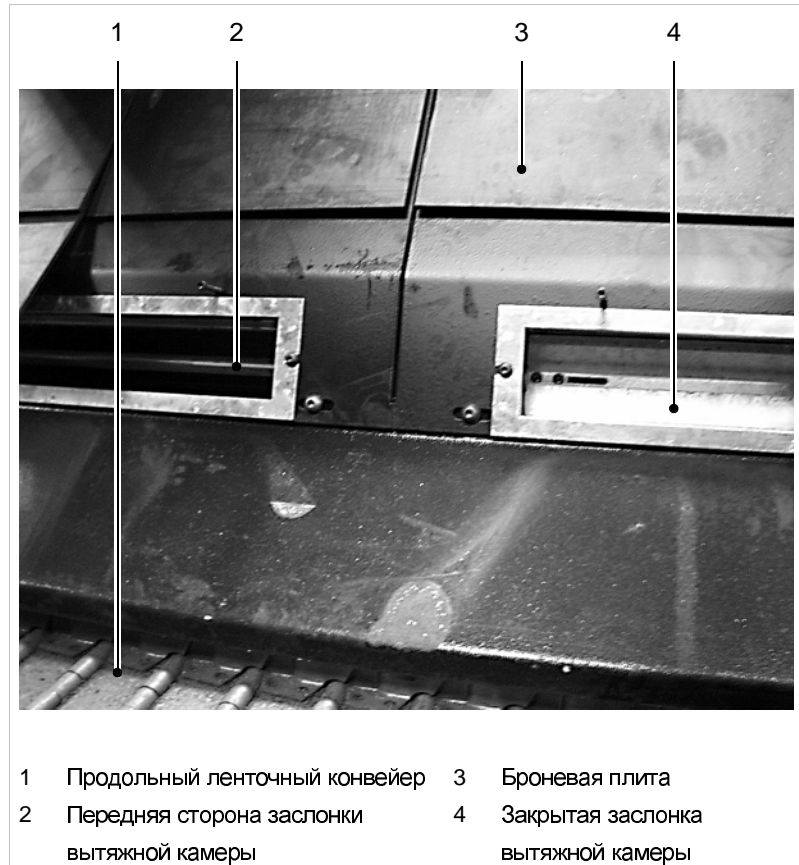 1 2 3 4
1 Продольный ленточный конвейер
2 Передняя сторона заслонки
вытяжной камеры
3 Броневая плита
4 Закрытая заслонка
вытяжной камеры